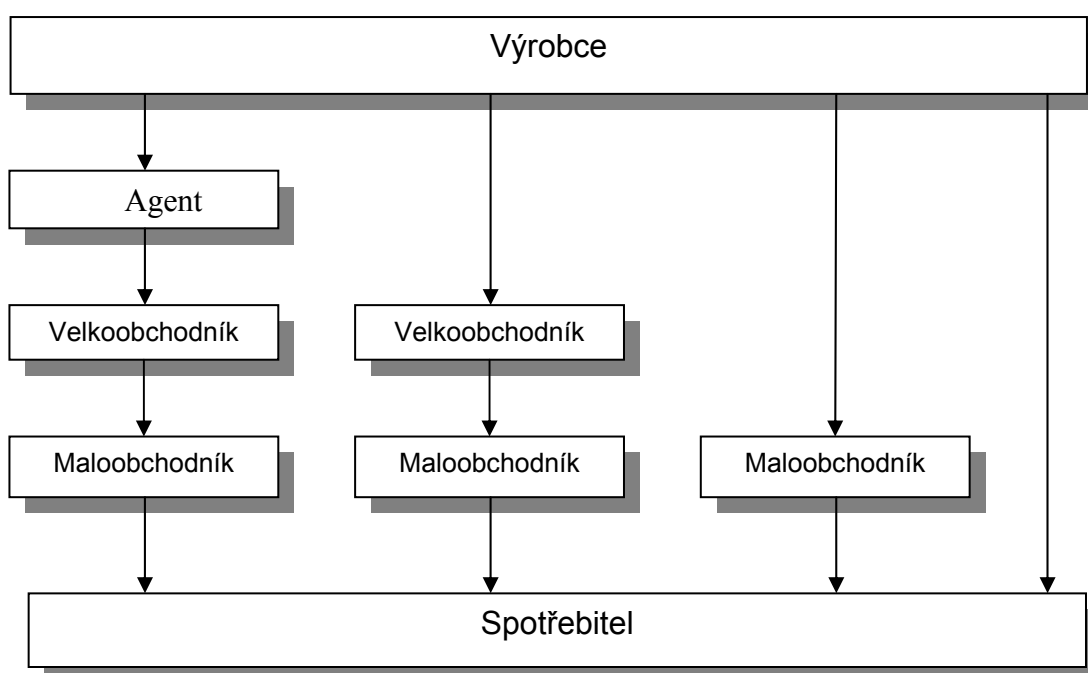 Výrobce
Agent
Velkoobchodník
Velkoobchodník
Maloobchodník
Maloobchodník
Maloobchodník
Spotřebitel